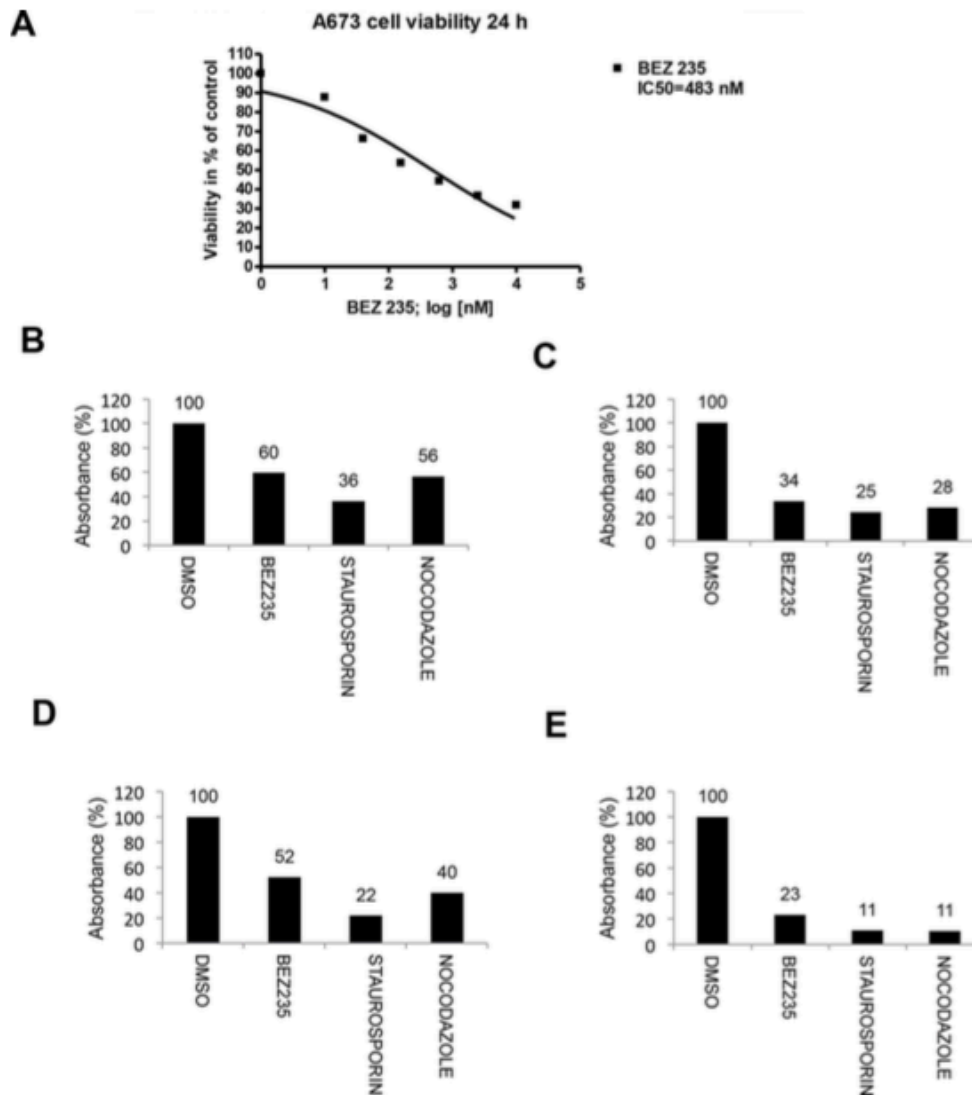 A
A673 cell viability 24 h
Viability in % of control
110
100
90
80
70
60
50
40
30
20
10
0
0 1 2 3 4 5
BEZ 235; log [nM]
BEZ 235
IC50=483 nM
B
Absorbance (%)
120
100
80
60
40
20
0
100
60
36
56
DMSO
BEZ235
STAUROSPORIN
NOCODAZOLE
C
Absorbance (%)
120
100
80
60
40
20
0
100
34
25
28
DMSO
BEZ235
STAUROSPORIN
NOCODAZOLE
D
Absorbance (%)
120
100
80
60
40
20
0
100
52
22
40
DMSO
BEZ235
STAUROSPORIN
NOCODAZOLE
E
Absorbance (%)
120
100
80
60
40
20
0
100
23
11
11
DMSO
BEZ235
STAUROSPORIN
NOCODAZOLE